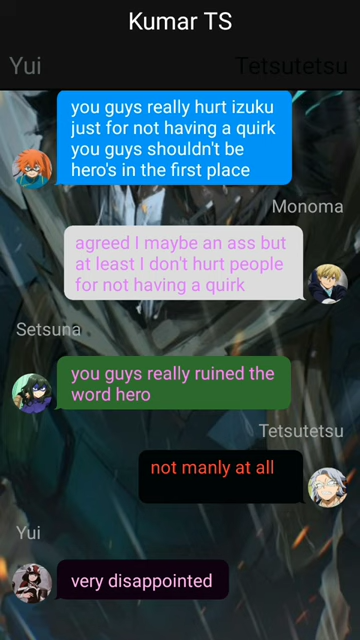 Kumar TS
Yui
Tetsutetsu
you guys really hurt izuku
just for not having a quirk
you guys shouldn't be
hero's in the first place
Monoma
agreed I maybe an ass but
at least I don't hurt people
for not having a quirk
Setsuna
you guys really ruined the
word hero
Tetsutetsu
not manly at all
Yui
very disappointed